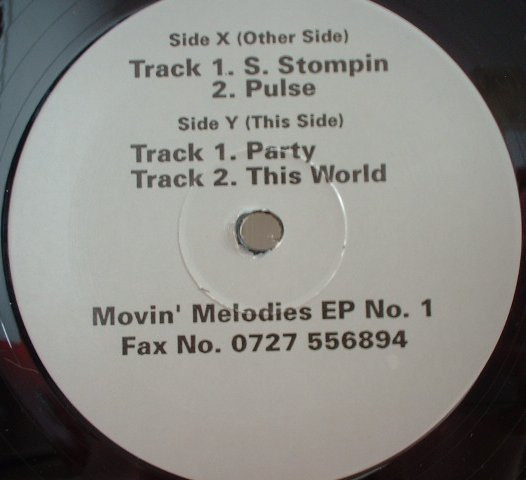 Side X (Other Side)
Track 1. S. Stompin
2. Pulse
Side Y (This Side)
Track 1. Party
Track 2. This World
Movin' Melodies EP No. 1
Fax No. 0727 556894